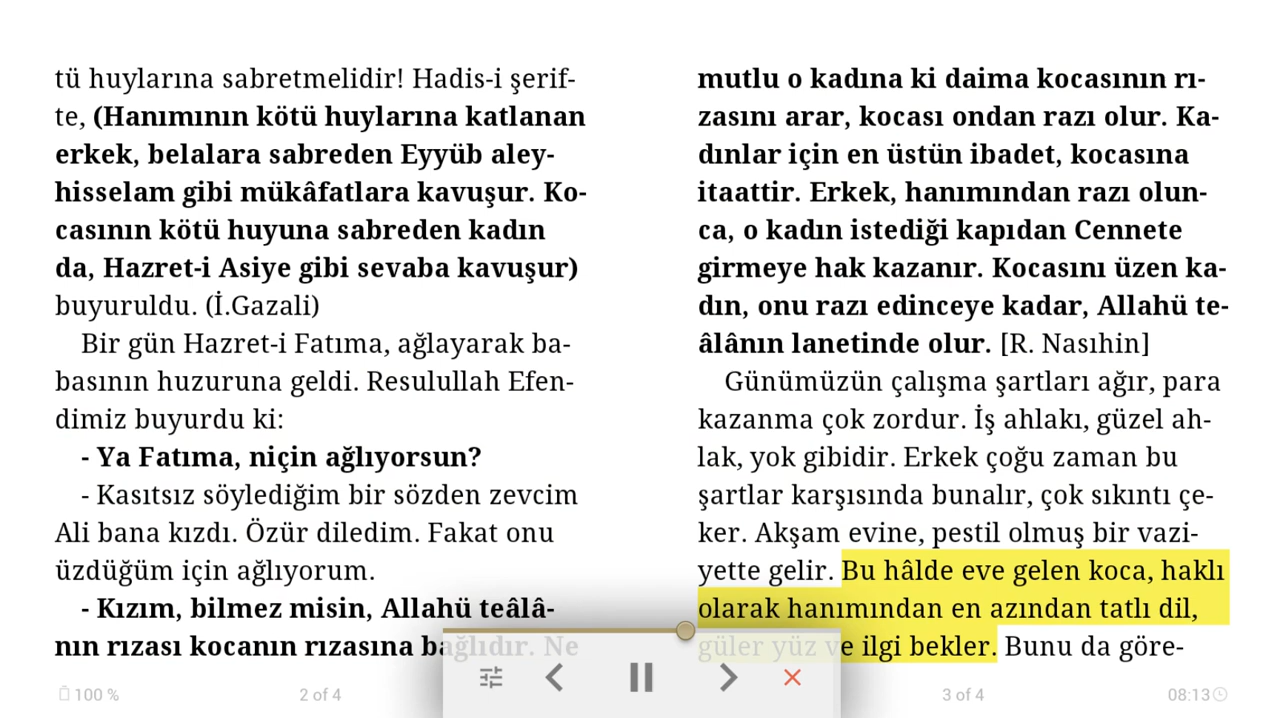 tü huylarına sabretmelidir! Hadis-i şerif-
te, (Hanımının kötü huylarına katlanan
erkek, belalara sabreden Eyyüb aley-
hisselam gibi mükâfatlara kavuşur. Ko-
casının kötü huyuna sabreden kadın
da, Hazret-i Asiye gibi sevaba kavuşur)
buyuruldu. (İ.Gazali)
Bir gün Hazret-i Fatıma, ağlayarak ba-
basının huzuruna geldi. Resulullah Efen-
dimiz buyurdu ki:
- Ya Fatıma, niçin ağlıyorsun?
- Kasıtsız söylediğim bir sözden zevcim
Ali bana kızdı. Özür diledim. Fakat onu
üzdüğüm için ağlıyorum.
- Kızım, bilmez misin, Allahü teâlâ-
nın rızası kocanın rızasına bağlıdır. Ne
mutlu o kadına ki daima kocasının rı-
zasını arar, kocası ondan razı olur. Ka-
dınlar için en üstün ibadet, kocasına
itaattir. Erkek, hanımından razı olun-
ca, o kadın istediği kapıdan Cennete
girmeye hak kazanır. Kocasını üzen ka-
dın, onu razı edinceye kadar, Allahü te-
âlânın lanetinde olur. [R. Nasıhin]
Günümüzün çalışma şartları ağır, para
kazanma çok zordur. İş ahlakı, güzel ah-
lak, yok gibidir. Erkek çoğu zaman bu
şartlar karşısında bunalır, çok sıkıntı çe-
ker. Akşam evine, pestil olmuş bir vazi-
yette gelir. Bu hâlde eve gelen koca, haklı
olarak hanımından en azından tatlı dil,
güler yüz ve ilgi bekler. Bunu da göre-
100 %
2 of 4
3 of 4
08:13